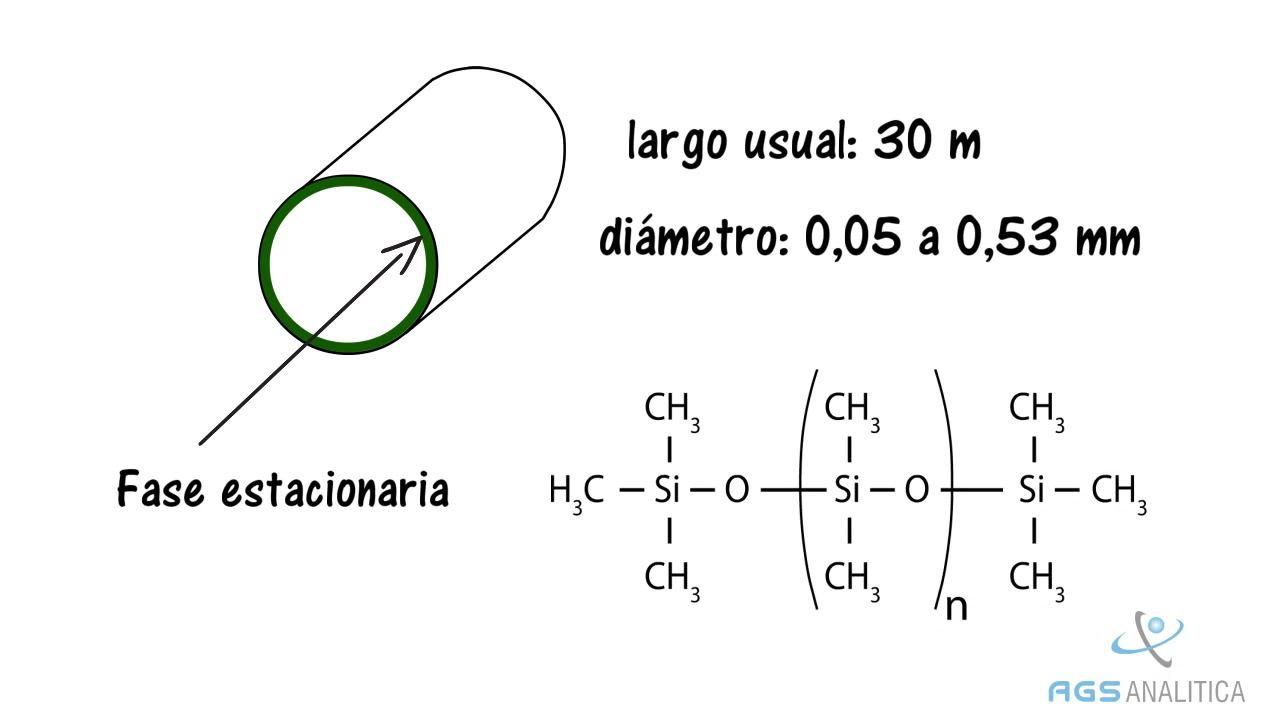 largo usual: 30 m
diámetro: 0,05 a 0,53 mm
Fase estacionaria
CH3 CH3 CH3
H3C – Si – O – ( Si – O )n – Si – CH3
CH3 CH3 CH3
AGS ANALITICA